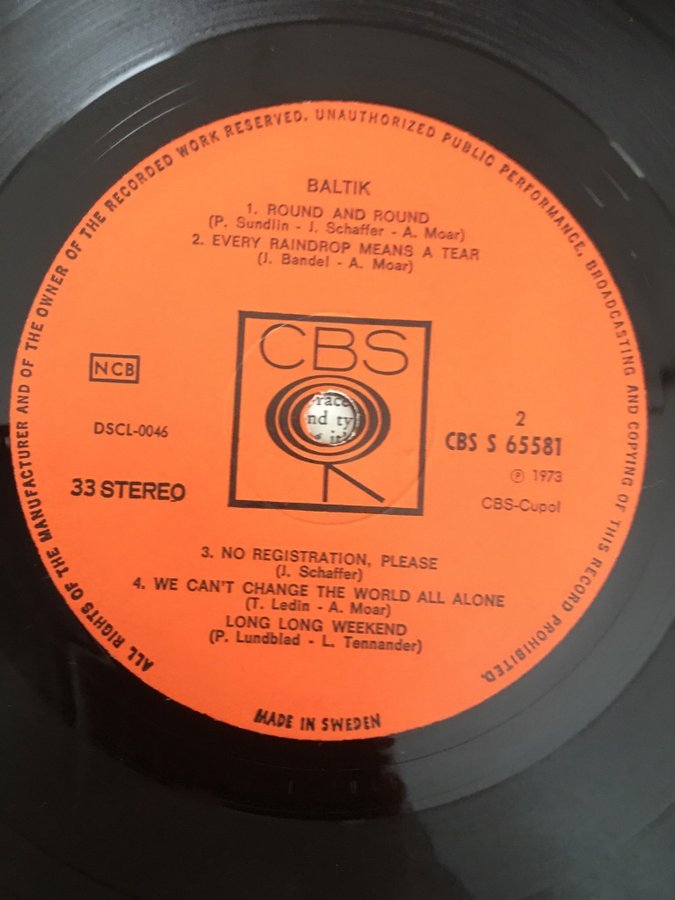 ALL RIGHTS OF THE MANUFACTURER AND OF THE OWNER OF THE RECORDED WORK RESERVED. UNAUTHORIZED PUBLIC PERFORMANCE, BROADCASTING AND COPYING OF THIS RECORD PROHIBITED.
BALTIK
1. ROUND AND ROUND
(P. Sundlin - J. Schaffer - A. Moar)
2. EVERY RAINDROP MEANS A TEAR
(J. Bandel - A. Moar)
CBS
NCB
DSCL-0046
33 STEREO
race
nd ty
2
CBS S 65581
℗ 1973
CBS-Cupol
3. NO REGISTRATION, PLEASE
(J. Schaffer)
4. WE CAN'T CHANGE THE WORLD ALL ALONE
(T. Ledin - A. Moar)
LONG LONG WEEKEND
(P. Lundblad - L. Tennander)
MADE IN SWEDEN